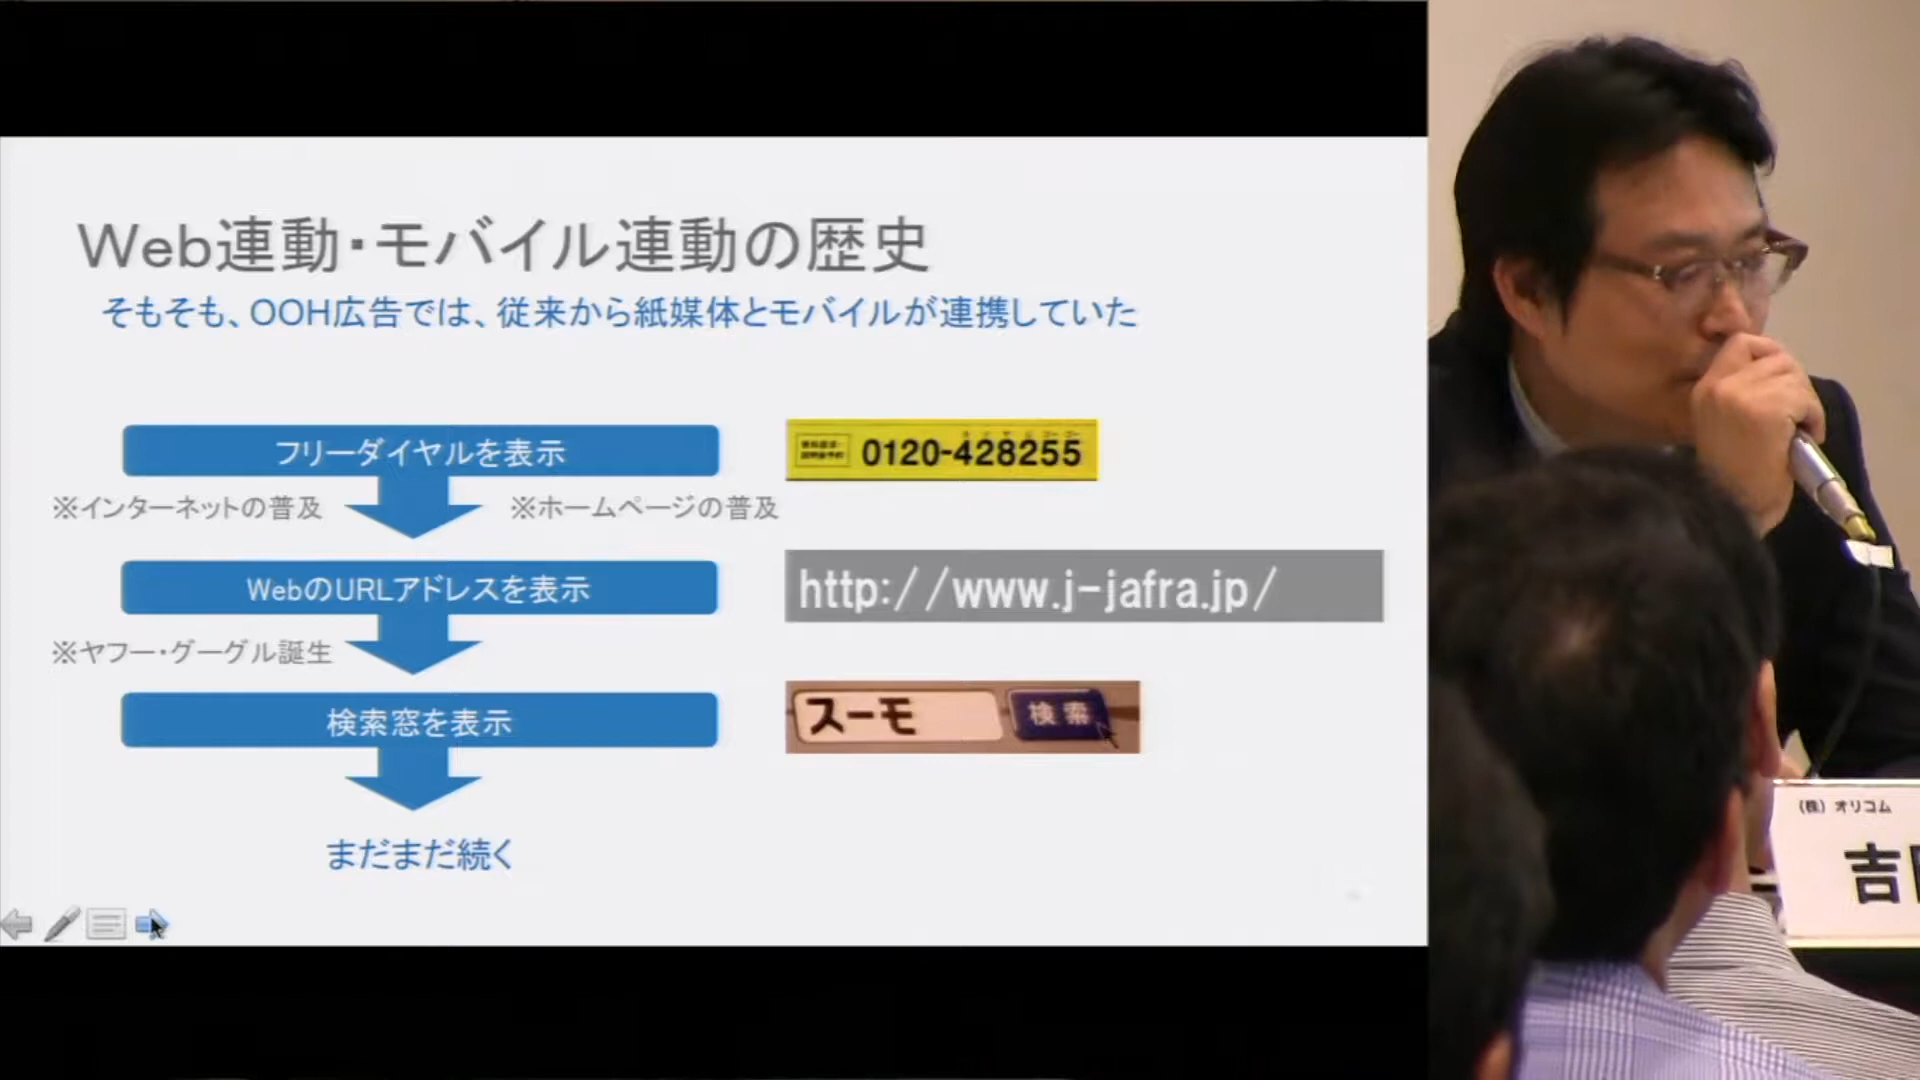 Web連動・モバイル連動の歴史
そもそも、OOH広告では、従来から紙媒体とモバイルが連携していた
フリーダイヤルを表示
0120-428255
※インターネットの普及
※ホームページの普及
WebのURLアドレスを表示
http://www.j-jafra.jp/
※ヤフー・グーグル誕生
検索窓を表示
スーモ 検索
まだまだ続く
(株)オリコム
吉